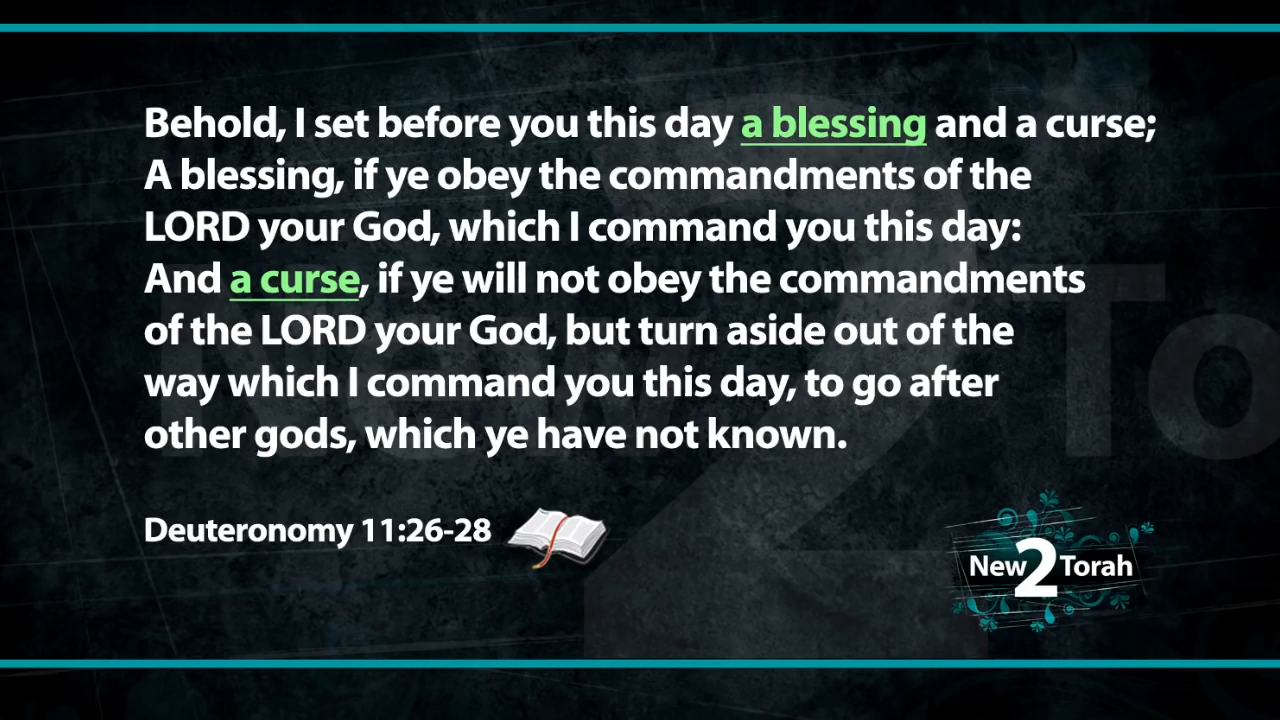 Behold, I set before you this day a blessing and a curse;
A blessing, if ye obey the commandments of the
LORD your God, which I command you this day:
And a curse, if ye will not obey the commandments
of the LORD your God, but turn aside out of the
way which I command you this day, to go after
other gods, which ye have not known.
Deuteronomy 11:26-28
New2Torah
New 2 To